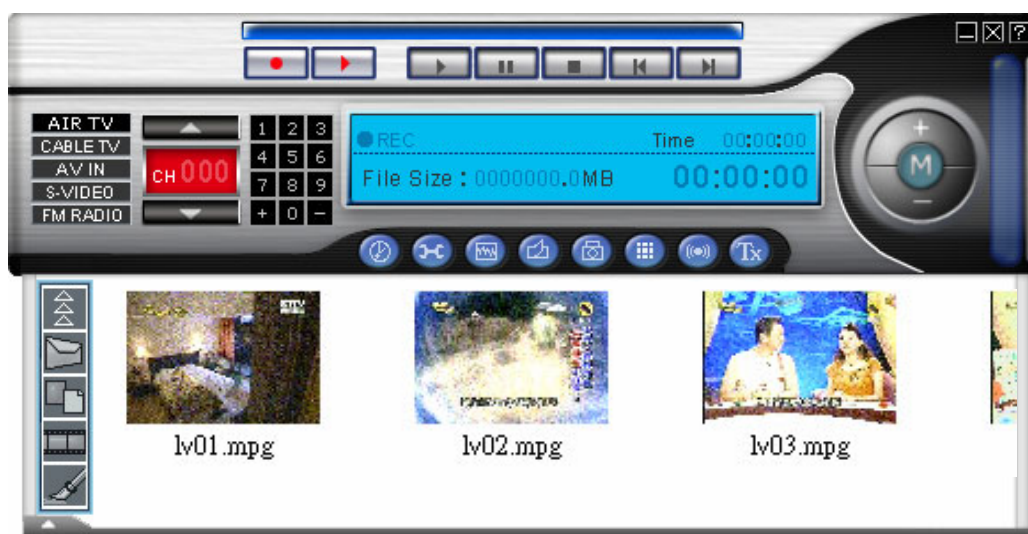 AIR TV
CABLE TV
AV IN
S-VIDEO
FM RADIO
CH 000
1 2 3
4 5 6
7 8 9
+ 0 -
REC
Time 00:00:00
File Size : 0000000.0MB
00:00:00
+
M
-
?
Tx
lv01.mpg
lv02.mpg
lv03.mpg